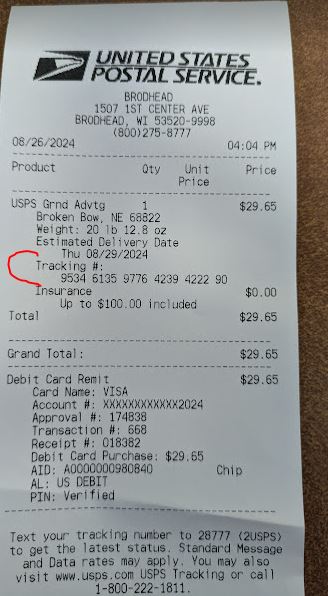 UNITED STATES
POSTAL SERVICE.
BRODHEAD
1507 1ST CENTER AVE
BRODHEAD, WI 53520-9998
(800)275-8777
08/26/2024 04:04 PM
Product Qty Unit Price
Price
USPS Grnd Advtg 1 $29.65
Broken Bow, NE 68822
Weight: 20 lb 12.8 oz
Estimated Delivery Date
Thu 08/29/2024
Tracking #:
9534 6135 9776 4239 4222 90
Insurance $0.00
Up to $100.00 included
Total $29.65
Grand Total: $29.65
Debit Card Remit $29.65
Card Name: VISA
Account #: XXXXXXXXXXXX2024
Approval #: 174838
Transaction #: 668
Receipt #: 018382
Debit Card Purchase: $29.65
AID: A0000000980840 Chip
AL: US DEBIT
PIN: Verified
Text your tracking number to 28777 (2USPS)
to get the latest status. Standard Message
and Data rates may apply. You may also
visit www.usps.com USPS Tracking or call
1-800-222-1811.